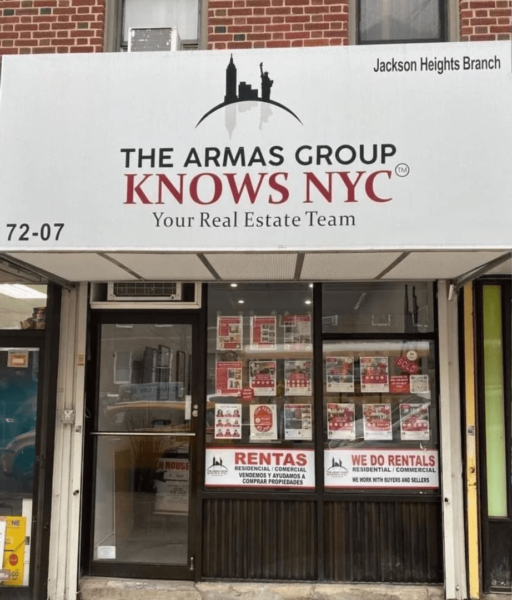 Jackson Heights Branch
THE ARMAS GROUP
KNOWS NYC TM
Your Real Estate Team
72-07
RENTAS
RESIDENCIAL / COMERCIAL
VENDEMOS Y AYUDAMOS A
COMPRAR PROPIEDADES
WE DO RENTALS
RESIDENTIAL / COMMERCIAL
WE WORK WITH BUYERS AND SELLERS